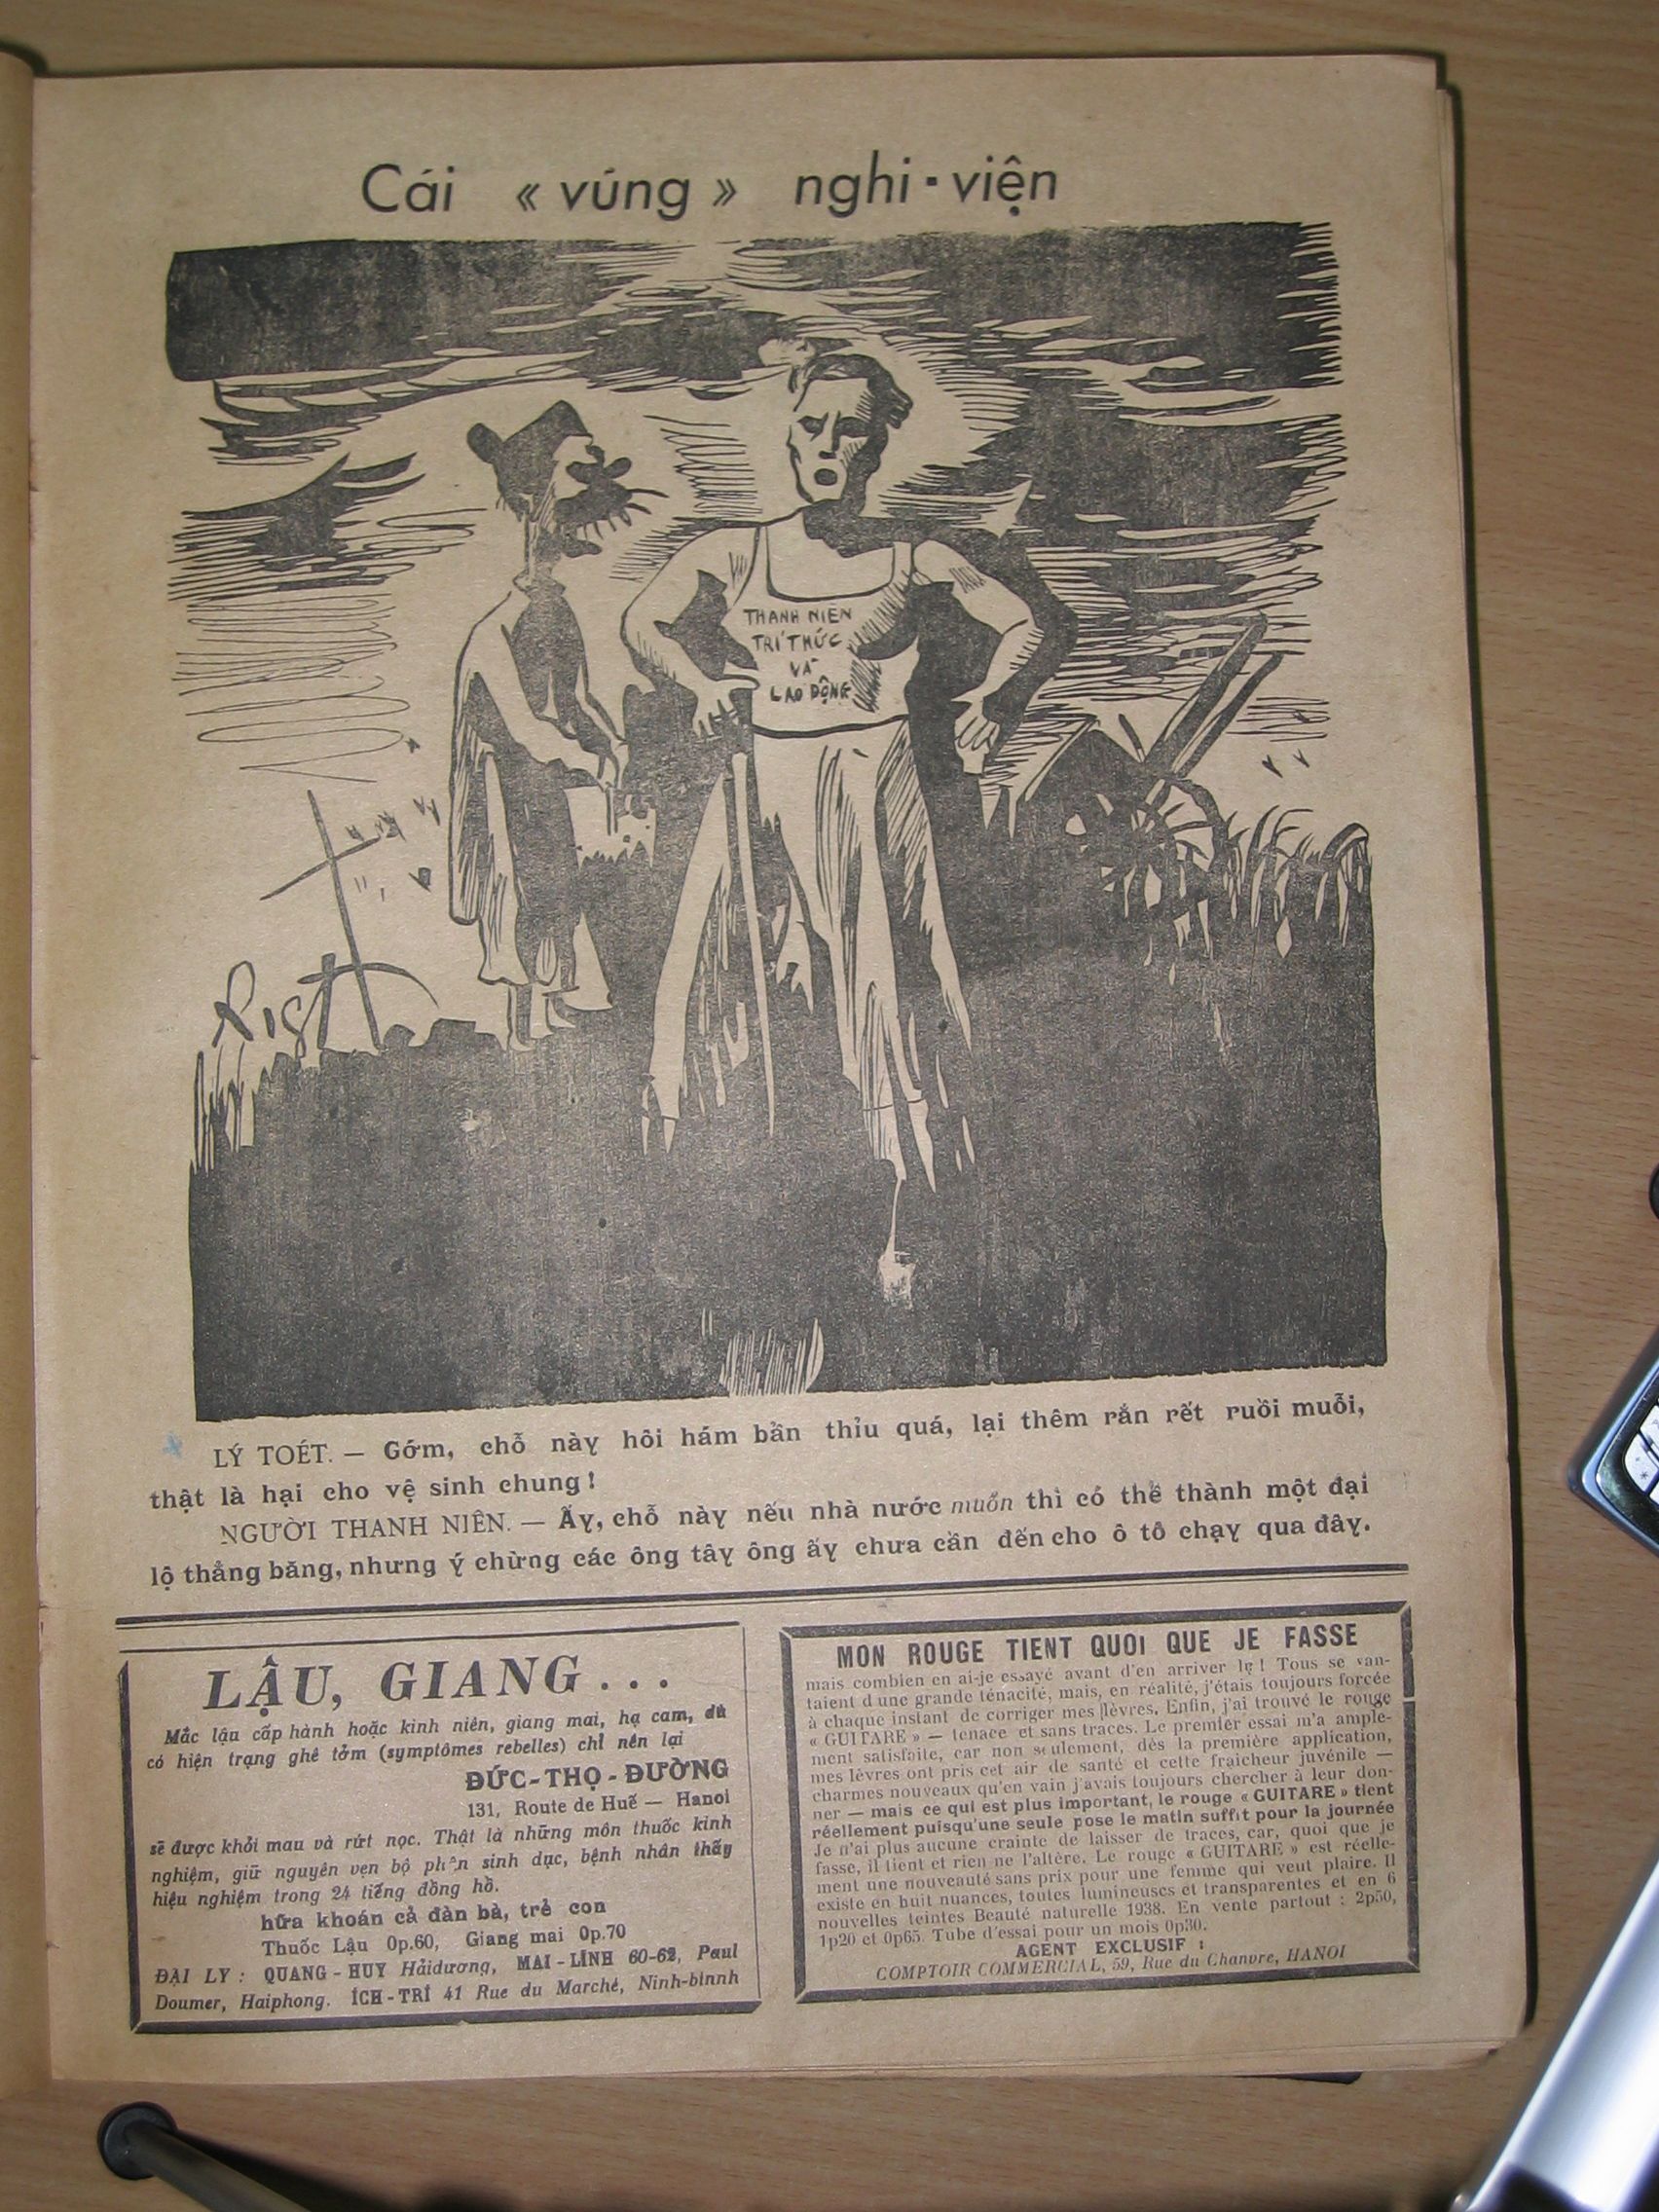 Cái « vũng » nghi-viện
THANH NIÊN
TRÍ THỨC
VÀ
LAO ĐỘNG
Rigt
LÝ TOÉT. — Gớm, chỗ này hôi hám bẩn thỉu quá, lại thêm rắn rết ruồi muỗi,
thật là hại cho vệ sinh chung!
NGƯỜI THANH NIÊN. — Ấy, chỗ này nếu nhà nước muốn thì có thể thành một đại
lộ thẳng băng, nhưng ý chừng các ông tây ông ấy chưa cần đến cho ô tô chạy qua đây.
LẬU, GIANG...
Mắc lậu cấp hành hoặc kinh niên, giang mai, hạ cam, dù
có hiện trạng ghê tởm (symptômes rebelles) chỉ nên lại
ĐỨC-THỌ-ĐƯỜNG
131, Route de Huế — Hanoi
sẽ được khỏi mau và rứt nọc. Thật là những môn thuốc kinh
nghiệm, giữ nguyên vẹn bộ phận sinh dục, bệnh nhân thấy
hiệu nghiệm trong 24 tiếng đồng hồ.
hữa khoán cả đàn bà, trẻ con
Thuốc Lậu 0p.60, Giang mai 0p.70
ĐẠI LÝ : QUANG-HUY Hảidương, MAI-LĨNH 60-62, Paul
Doumer, Haiphong. ÍCH-TRÍ 41 Rue du Marché, Ninh-binnh
MON ROUGE TIENT QUOI QUE JE FASSE
mais combien en ai-je essayé avant d'en arriver là ! Tous se van-
taient d une grande ténacité, mais, en réalité, j'étais toujours forcée
à chaque instant de corriger mes lèvres. Enfin, j'ai trouvé le rouge
« GUITARE » — tenace et sans traces. Le premier essai m'a ample-
ment satisfaite, car non seulement, dès la première application,
mes lèvres ont pris cet air de santé et cette fraîcheur juvénile —
charmes nouveaux qu'en vain j'avais toujours chercher à leur don-
ner — mais ce qui est plus important, le rouge « GUITARE » tient
réellement puisqu'une seule pose le matin suffit pour la journée
Je n'ai plus aucune crainte de laisser de traces, car, quoi que je
fasse, il tient et rien ne l'altère. Le rouge « GUITARE » est réelle-
ment une nouveauté sans prix pour une femme qui veut plaire. Il
existe en huit nuances, toutes lumineuses et transparentes et en 6
nouvelles teintes Beauté naturelle 1938. En vente partout : 2p50,
1p20 et 0p65. Tube d'essai pour un mois 0p30.
AGENT EXCLUSIF :
COMPTOIR COMMERCIAL, 59, Rue du Chanvre, HANOI